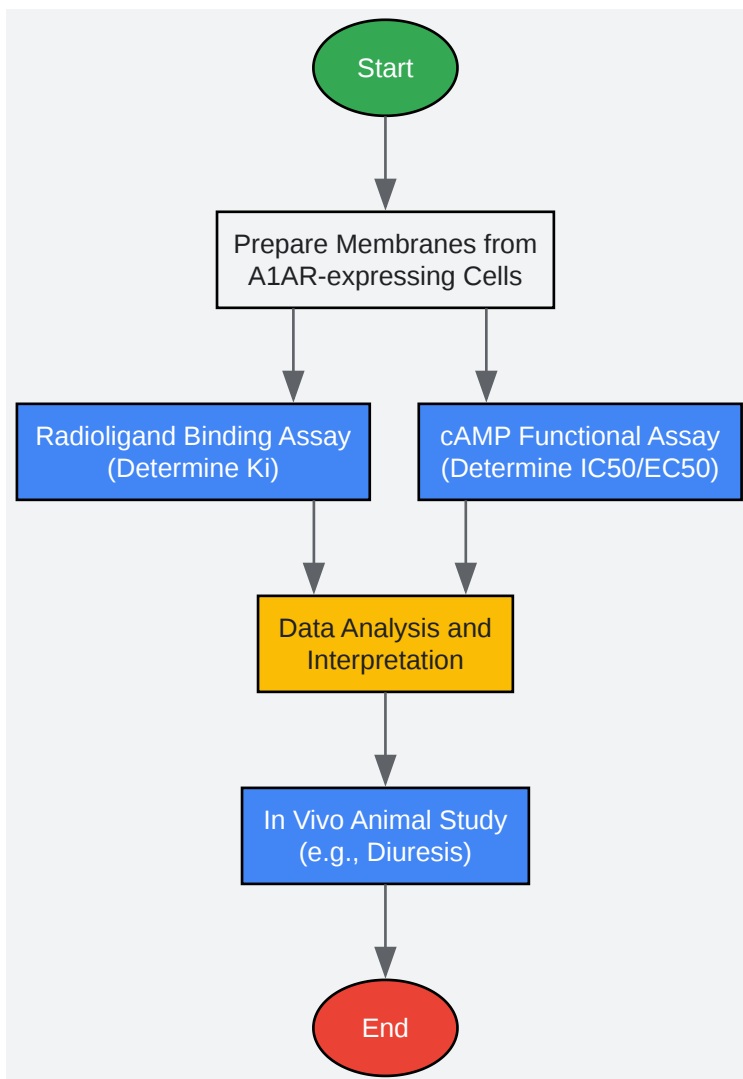 Start
Prepare Membranes from
A1AR-expressing Cells
Radioligand Binding Assay
(Determine Ki)
cAMP Functional Assay
(Determine IC50/EC50)
Data Analysis and
Interpretation
In Vivo Animal Study
(e.g., Diuresis)
End